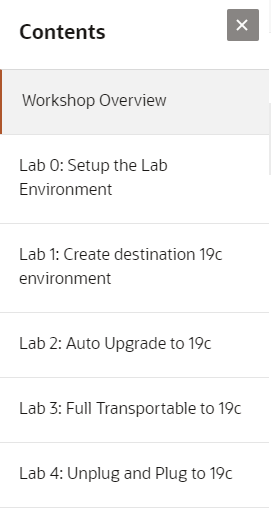 Contents
Workshop Overview
Lab 0: Setup the Lab
Environment
Lab 1: Create destination 19c
environment
Lab 2: Auto Upgrade to 19c
Lab 3: Full Transportable to 19c
Lab 4: Unplug and Plug to 19c